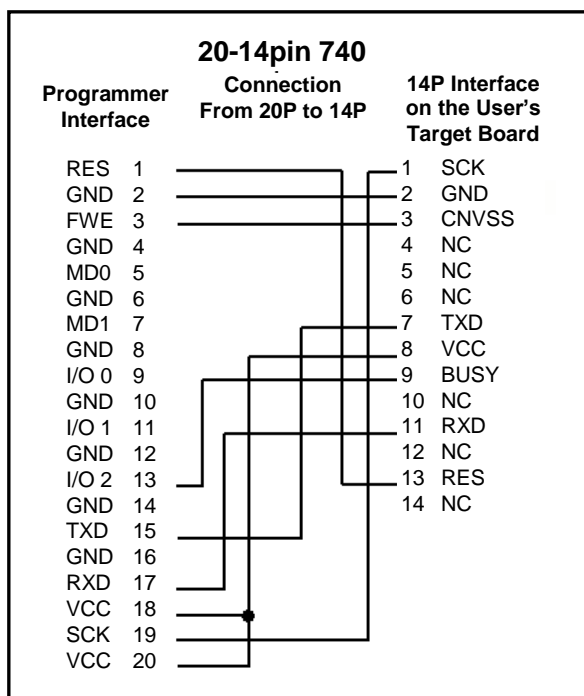 20-14pin 740
Connection
From 20P to 14P
Programmer
Interface
14P Interface
on the User's
Target Board
RES 1
GND 2
FWE 3
GND 4
MD0 5
GND 6
MD1 7
GND 8
I/O 0 9
GND 10
I/O 1 11
GND 12
I/O 2 13
GND 14
TXD 15
GND 16
RXD 17
VCC 18
SCK 19
VCC 20
1 SCK
2 GND
3 CNVSS
4 NC
5 NC
6 NC
7 TXD
8 VCC
9 BUSY
10 NC
11 RXD
12 NC
13 RES
14 NC